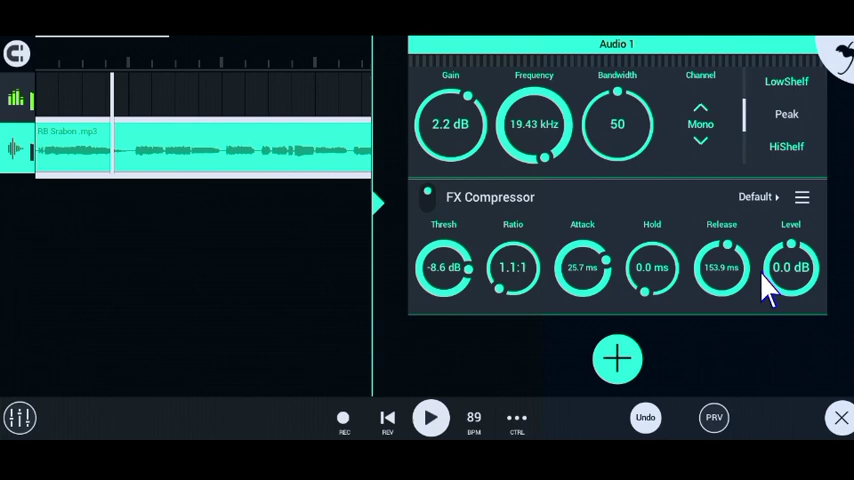 Audio 1
Gain Frequency Bandwidth Channel
LowShelf
Peak
HiShelf
2.2 dB 19.43 kHz 50 Mono
RB Srabon .mp3
FX Compressor Default
Thresh Ratio Attack Hold Release Level
-8.6 dB 1.1:1 25.7 ms 0.0 ms 153.9 ms 0.0 dB
89 Undo PRV
REC REV BPM CTRL